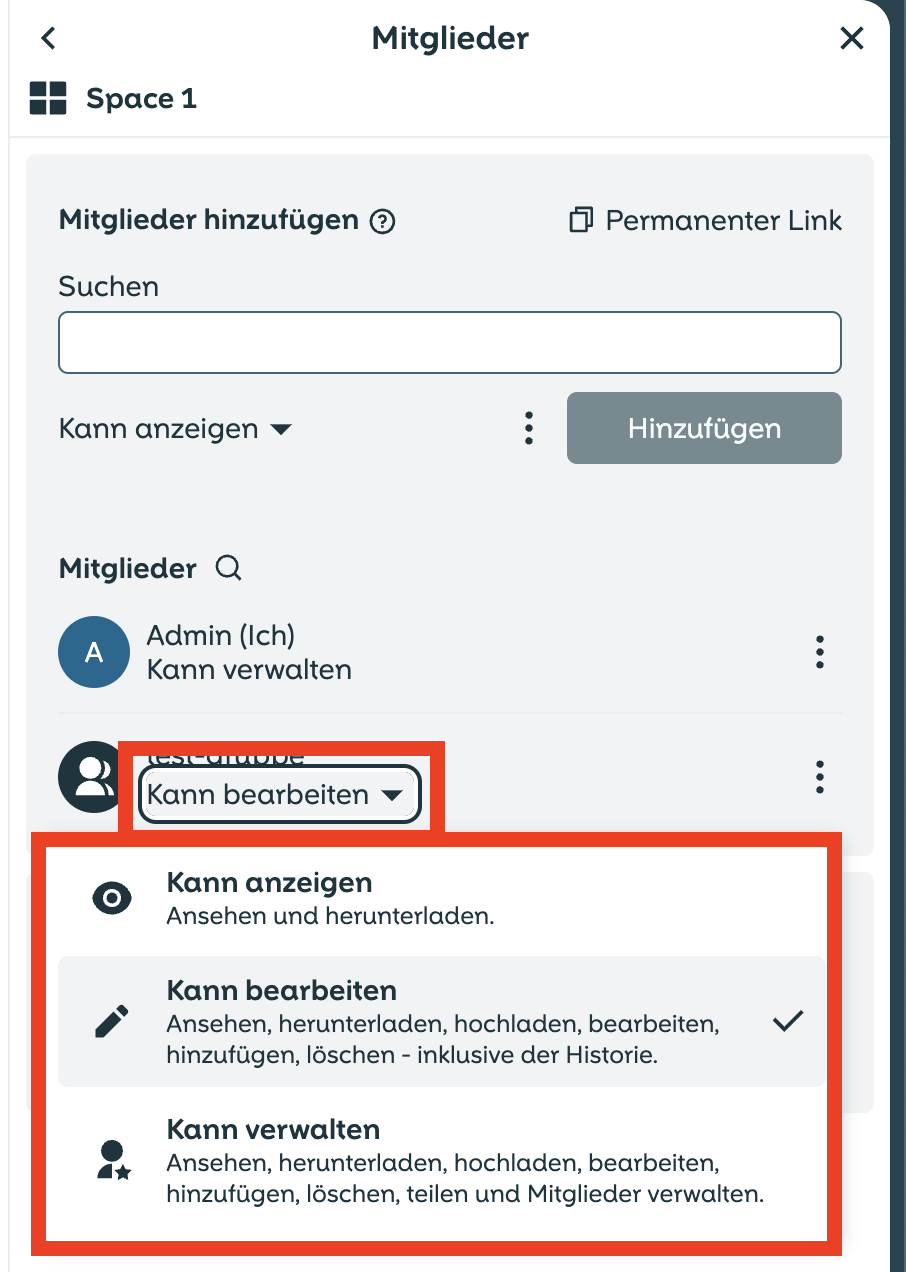 Mitglieder
Space 1
Mitglieder hinzufügen
Permanenter Link
Suchen
Kann anzeigen
Hinzufügen
Mitglieder
A
Admin (Ich)
Kann verwalten
test-gruppe
Kann bearbeiten
Kann anzeigen
Ansehen und herunterladen.
Kann bearbeiten
Ansehen, herunterladen, hochladen, bearbeiten,
hinzufügen, löschen - inklusive der Historie.
Kann verwalten
Ansehen, herunterladen, hochladen, bearbeiten,
hinzufügen, löschen, teilen und Mitglieder verwalten.